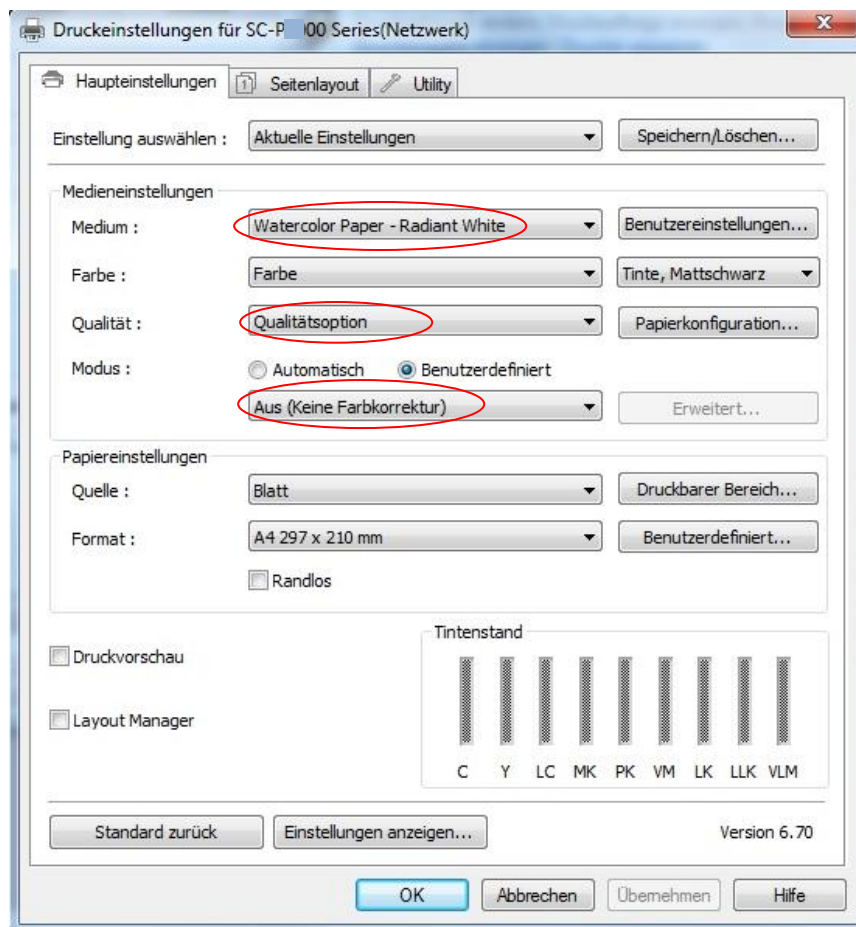 Druckeinstellungen für SC-P 00 Series(Netzwerk)
Haupteinstellungen
1 Seitenlayout
Utility
Einstellung auswählen : Aktuelle Einstellungen Speichern/Löschen...
Medieneinstellungen
Medium : Watercolor Paper - Radiant White Benutzereinstellungen...
Farbe : Farbe Tinte, Mattschwarz
Qualität : Qualitätsoption Papierkonfiguration...
Modus : Automatisch Benutzerdefiniert
Aus (Keine Farbkorrektur) Erweitert...
Papiereinstellungen
Quelle : Blatt Druckbarer Bereich...
Format : A4 297 x 210 mm Benutzerdefiniert...
Randlos
Tintenstand
Druckvorschau
Layout Manager
C Y LC MK PK VM LK LLK VLM
Standard zurück Einstellungen anzeigen... Version 6.70
OK Abbrechen Übernehmen Hilfe